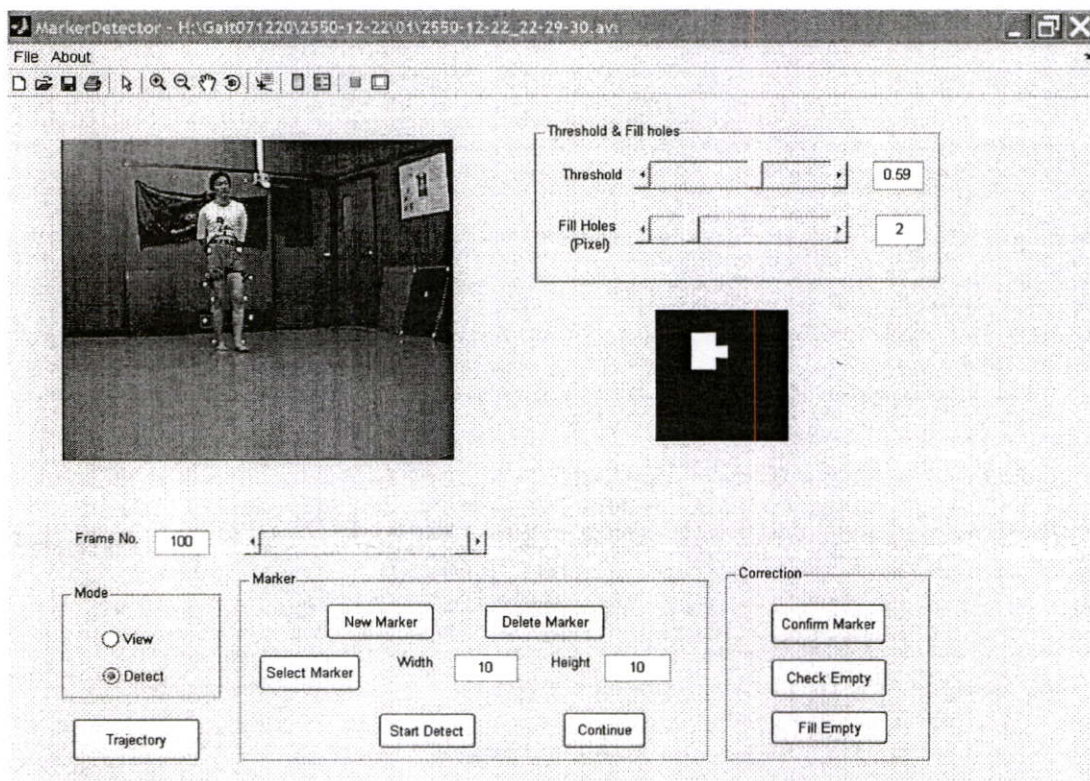 MarkerDetector - H:\Gait071220\2550-12-22\01\2550-12-22_22-29-30.avi
File About
Threshold & Fill holes
Threshold 0.59
Fill Holes 2
(Pixel)
Frame No. 100
Mode
View
Detect
Trajectory
Marker
New Marker Delete Marker
Select Marker Width 10 Height 10
Start Detect Continue
Correction
Confirm Marker
Check Empty
Fill Empty